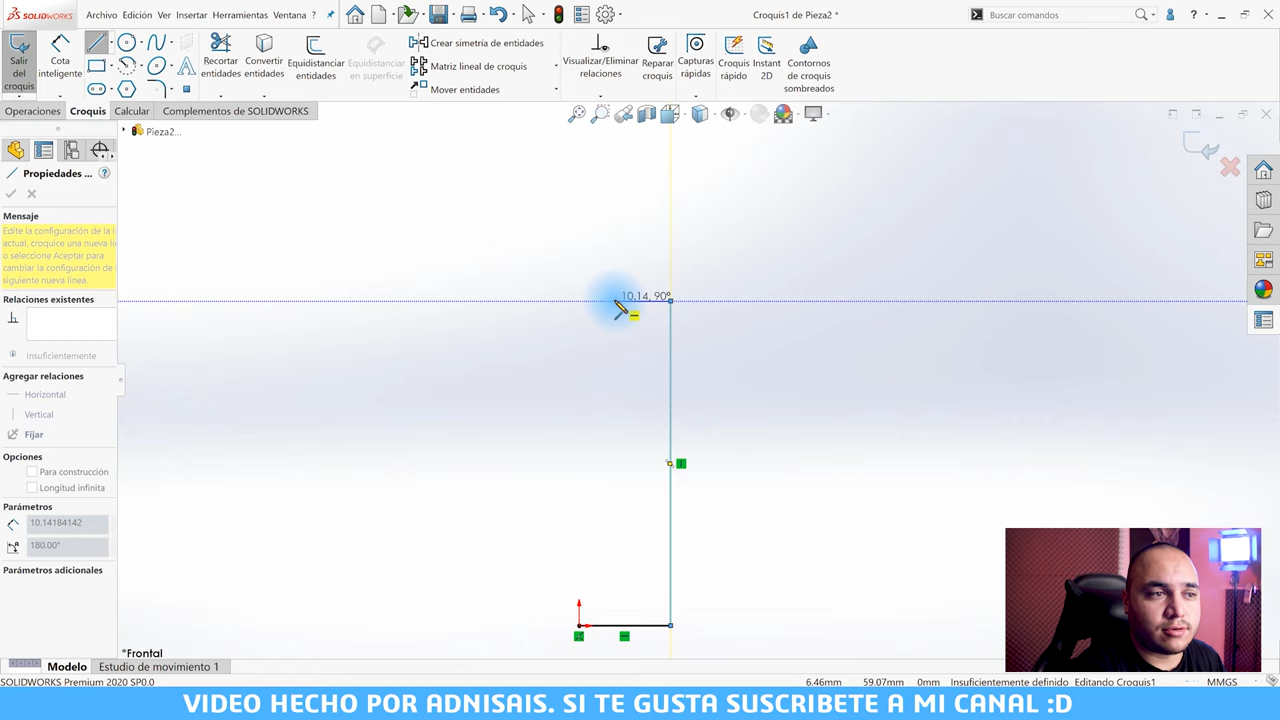 SOLIDWORKS
Archivo Edición Ver Insertar Herramientas Ventana
Croquis1 de Pieza2 *
Buscar comandos
Salir del croquis
Cota inteligente
Recortar entidades
Convertir entidades
Equidistanciar entidades
Equidistanciar en superficie
Crear simetría de entidades
Matriz lineal de croquis
Mover entidades
Visualizar/Eliminar relaciones
Reparar croquis
Capturas rápidas
Croquis rápido
Instant 2D
Contornos de croquis sombreados
Operaciones Croquis Calcular Complementos de SOLIDWORKS
Pieza2...
Propiedades ...
Mensaje
Edite la configuración de la l
actual, croquice una nueva lí
o seleccione Aceptar para
cambiar la configuración de
siguiente nueva línea.
Relaciones existentes
Insuficientemente
Agregar relaciones
Horizontal
Vertical
Fijar
Opciones
Para construcción
Longitud infinita
Parámetros
10.14184142
180.00°
Parámetros adicionales
10.14, 90°
*Frontal
Modelo Estudio de movimiento 1
SOLIDWORKS Premium 2020 SP0.0
6.46mm 59.07mm 0mm Insuficientemente definido Editando Croquis1 MMGS
VIDEO HECHO POR ADNISAIS. SI TE GUSTA SUSCRIBETE A MI CANAL :D